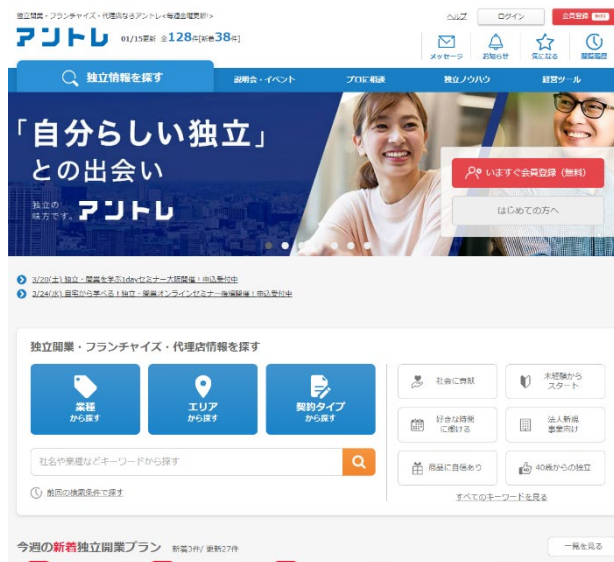 独立開業・フランチャイズ・代理店ならアントレ<毎週金曜更新!>
ヘルプ
ログイン
会員登録 無料
アントレ
01/15更新 全128件[新着38件]
メッセージ
お知らせ
気になる
閲覧履歴
独立情報を探す
説明会・イベント
プロに相談
独立ノウハウ
経営ツール
「自分らしい独立」
との出会い
独立の
味方です。
アントレ
いますぐ会員登録（無料）
はじめての方へ
3/20(土) 独立・開業を学ぶ1dayセミナー大阪開催！申込受付中
3/24(水) 自宅から学べる！独立・開業オンラインセミナー後編開催！申込受付中
独立開業・フランチャイズ・代理店情報を探す
業種
から探す
エリア
から探す
契約タイプ
から探す
社名や業種などキーワードから探す
前回の検索条件で探す
社会に貢献
未経験から
スタート
好きな時間
に働ける
法人新規
事業向け
商品に自信あり
40歳からの独立
すべてのキーワードを見る
今週の新着独立開業プラン 新着3件/ 更新27件
一覧を見る